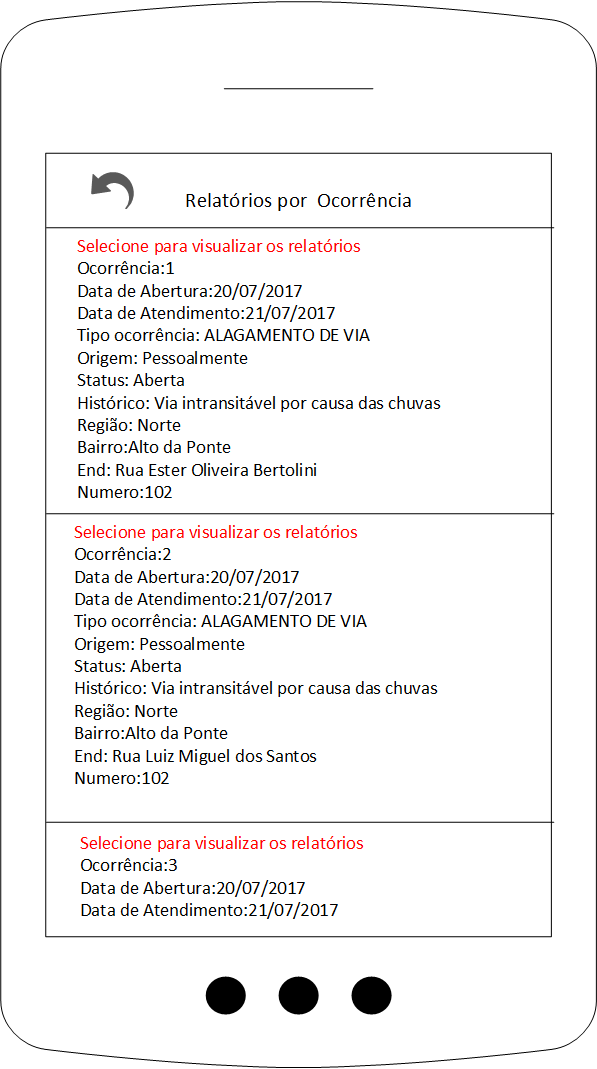 Relatórios por Ocorrência
Selecione para visualizar os relatórios
Ocorrência:1
Data de Abertura:20/07/2017
Data de Atendimento:21/07/2017
Tipo ocorrência: ALAGAMENTO DE VIA
Origem: Pessoalmente
Status: Aberta
Histórico: Via intransitável por causa das chuvas
Região: Norte
Bairro:Alto da Ponte
End: Rua Ester Oliveira Bertolini
Numero:102
Selecione para visualizar os relatórios
Ocorrência:2
Data de Abertura:20/07/2017
Data de Atendimento:21/07/2017
Tipo ocorrência: ALAGAMENTO DE VIA
Origem: Pessoalmente
Status: Aberta
Histórico: Via intransitável por causa das chuvas
Região: Norte
Bairro:Alto da Ponte
End: Rua Luiz Miguel dos Santos
Numero:102
Selecione para visualizar os relatórios
Ocorrência:3
Data de Abertura:20/07/2017
Data de Atendimento:21/07/2017